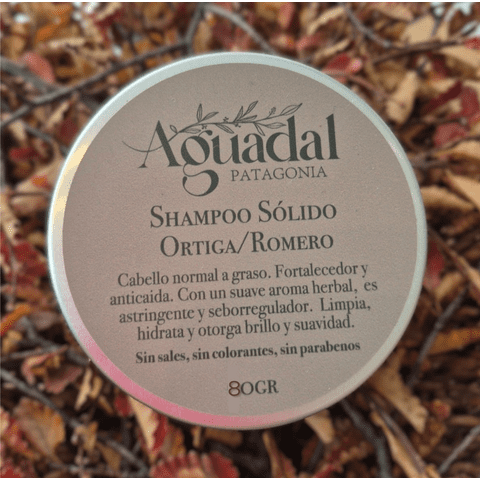 Aguadal
PATAGONIA
SHAMPOO SÓLIDO
ORTIGA/ROMERO
Cabello normal a graso. Fortalecedor y
anticaida. Con un suave aroma herbal, es
astringente y seborregulador. Limpia,
hidrata y otorga brillo y suavidad.
Sin sales, sin colorantes, sin parabenos
80GR